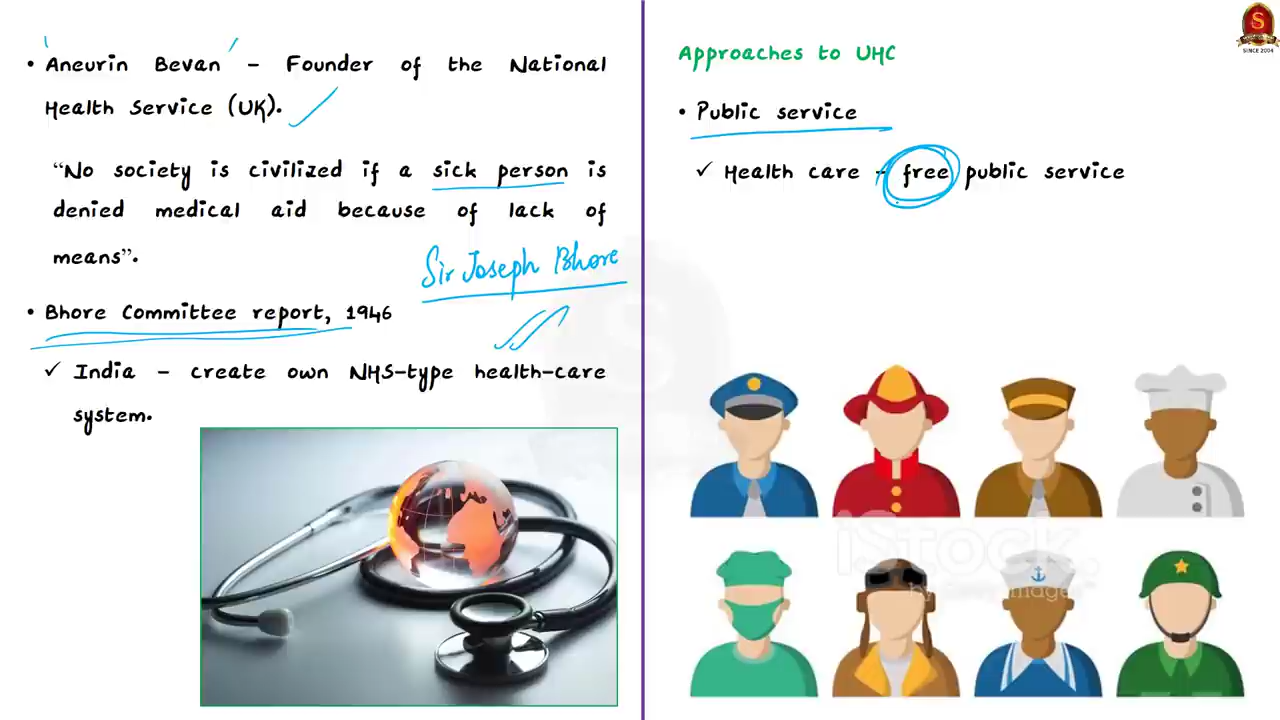 • Aneurin Bevan – Founder of the National
Health Service (UK).
“No society is civilized if a sick person is
denied medical aid because of lack of
means”.
Sir Joseph Bhore
• Bhore Committee report, 1946
✓ India – create own NHS-type health-care
system.
Approaches to UHC
• Public service
✓ Health care – free public service
S
SINCE 2004
iStock